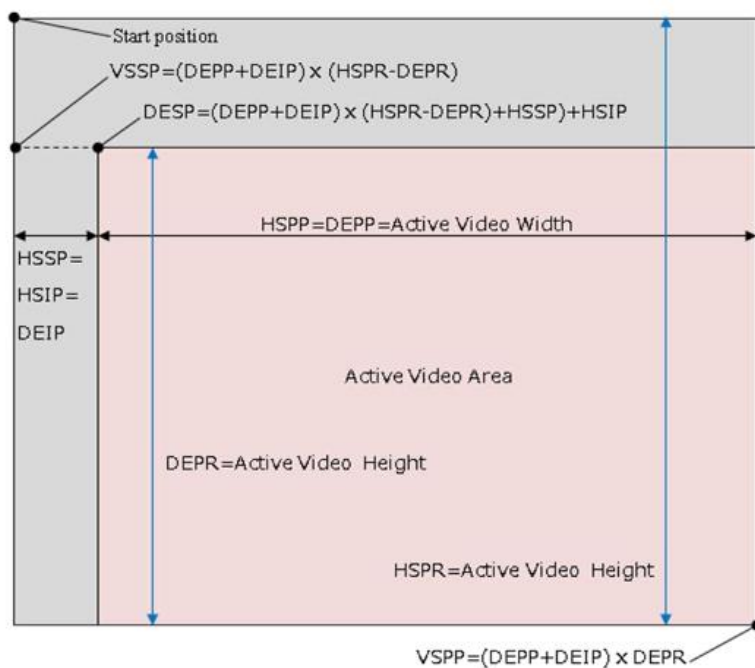 Start position
VSSP=(DEPP+DEIP) x (HSPR-DEPR)
DESP=(DEPP+DEIP) x (HSPR-DEPR)+HSSP)+HSIP
HSPP=DEPP=Active Video Width
HSSP=
HSIP=
DEIP
Active Video Area
DEPR=Active Video Height
HSPR=Active Video Height
VSPP=(DEPP+DEIP) x DEPR